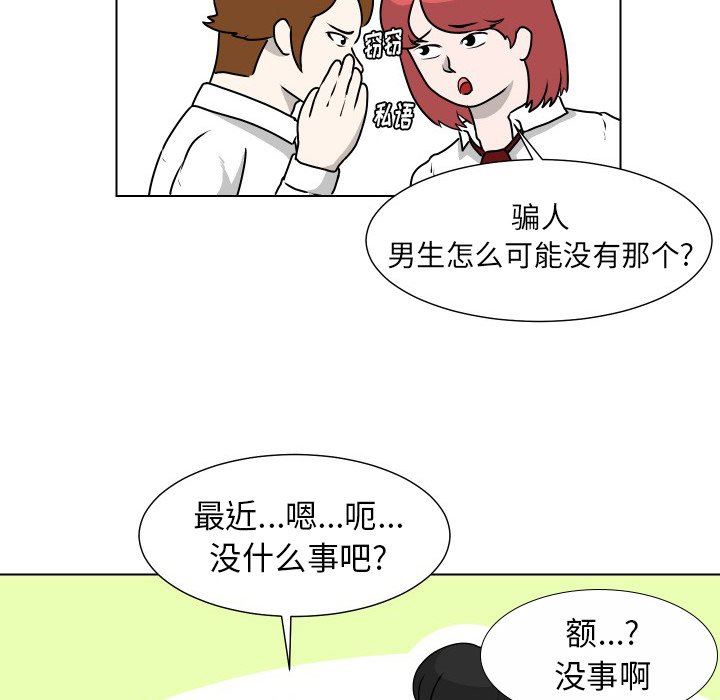 窃窃
私语
骗人
男生怎么可能没有那个?
最近...嗯...呃...
没什么事吧?
额...?
没事啊